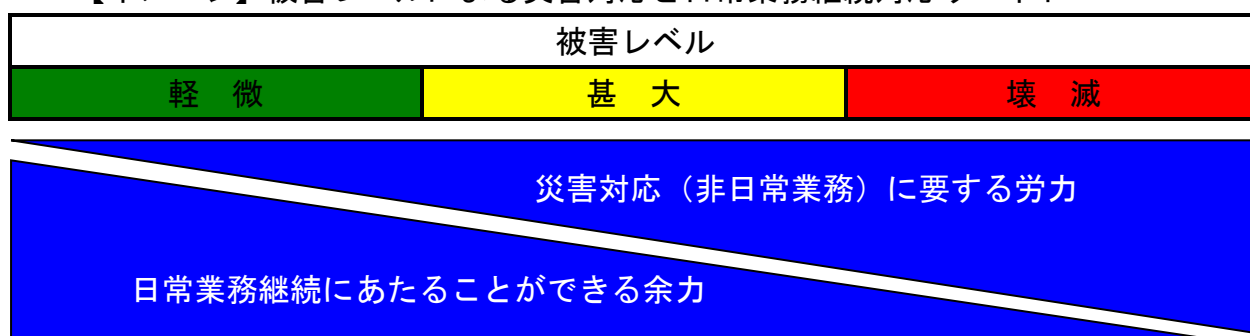 被害レベル
軽 微
甚 大
壊 滅
災害対応（非日常業務）に要する労力
日常業務継続にあたることができる余力